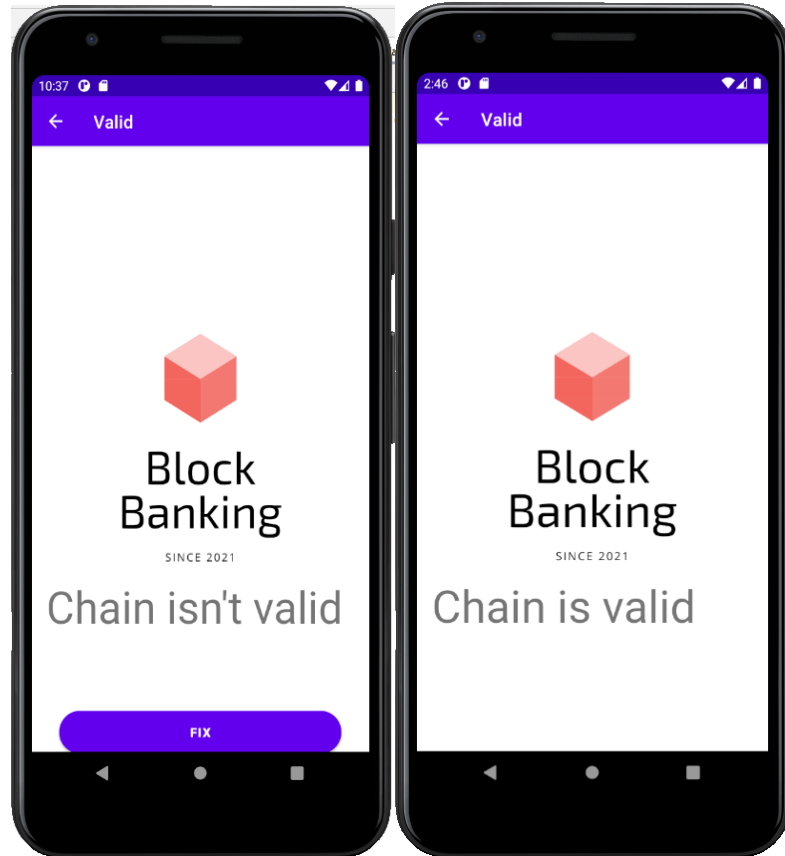 10:37
Valid
Block
Banking
SINCE 2021
Chain isn't valid
FIX
2:46
Valid
Block
Banking
SINCE 2021
Chain is valid